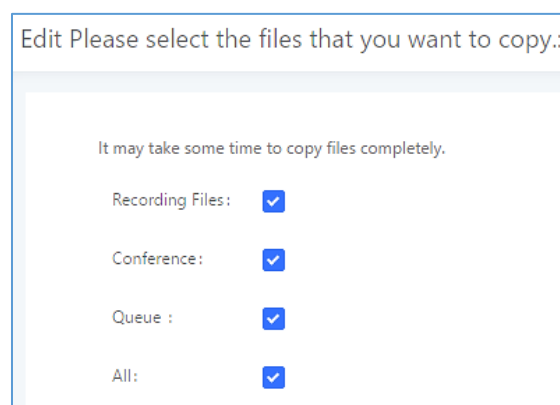 Edit Please select the files that you want to copy.:
It may take some time to copy files completely.
Recording Files:
Conference:
Queue :
All: